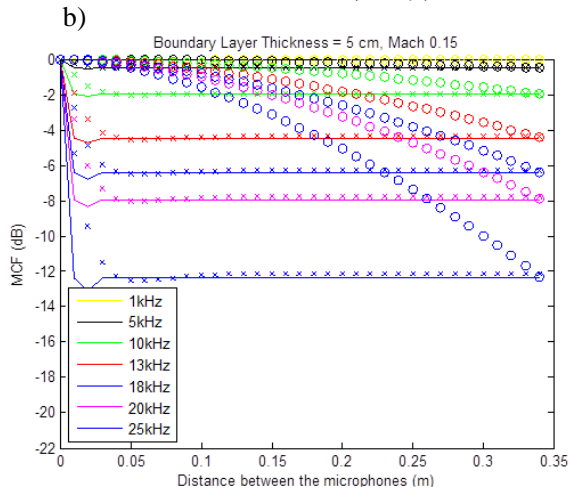 b)
Boundary Layer Thickness = 5 cm, Mach 0.15
0
-2
-4
-6
-8
-10
-12
-14
-16
-18
-20
-22
MCF (dB)
1kHz
5kHz
10kHz
13kHz
18kHz
20kHz
25kHz
0 0.05 0.1 0.15 0.2 0.25 0.3 0.35
Distance between the microphones (m)